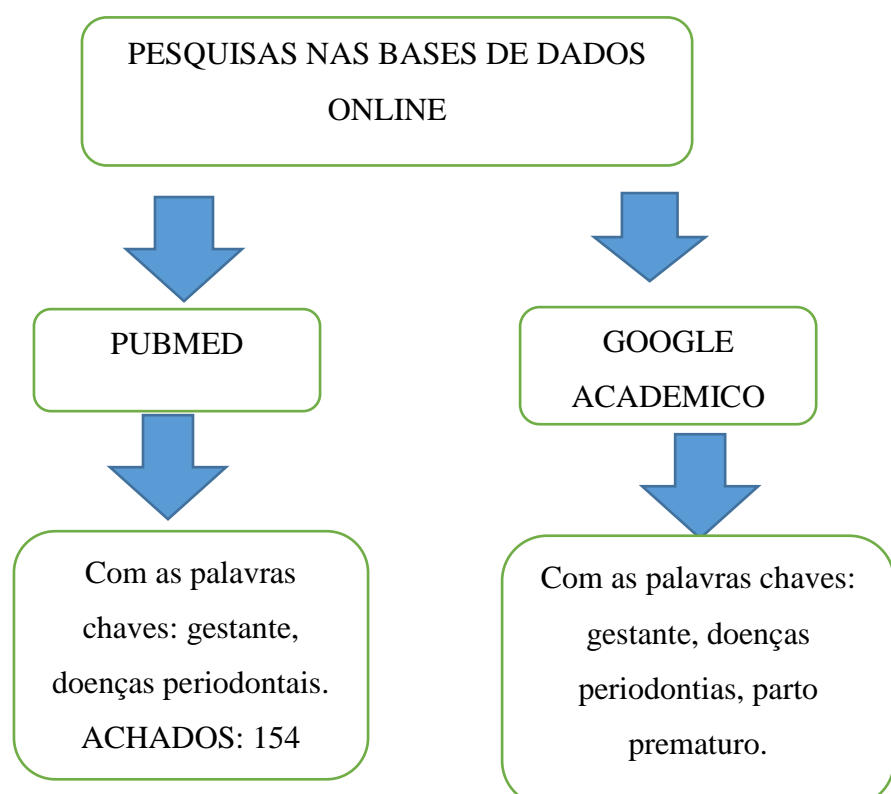 PESQUISAS NAS BASES DE DADOS
ONLINE
PUBMED
GOOGLE
ACADEMICO
Com as palavras
chaves: gestante,
doenças periodontais.
ACHADOS: 154
Com as palavras chaves:
gestante, doenças
periodontias, parto
prematuro.